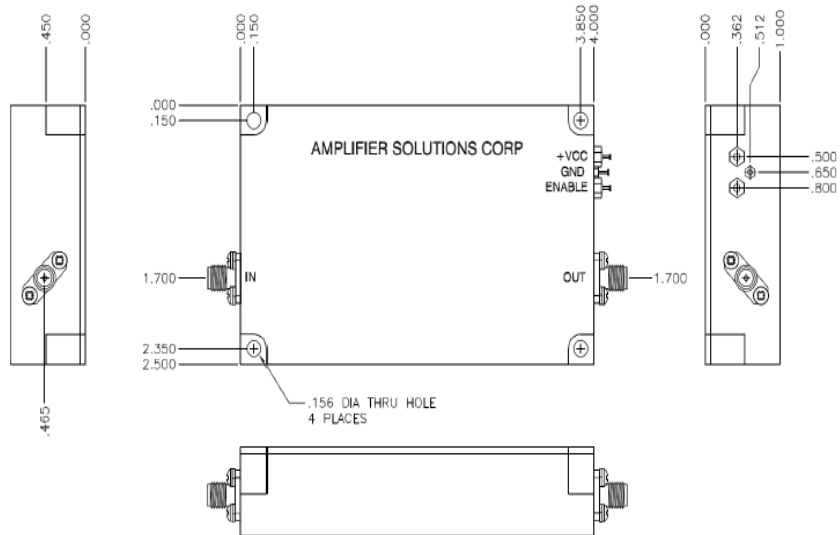 .450
.000
.000
.150
3.850
4.000
.000
.362
.512
1.000
.000
.150
AMPLIFIER SOLUTIONS CORP
+VCC
GND
ENABLE
.500
.650
.800
1.700
IN
OUT
1.700
2.350
2.500
.156 DIA THRU HOLE
4 PLACES
.465